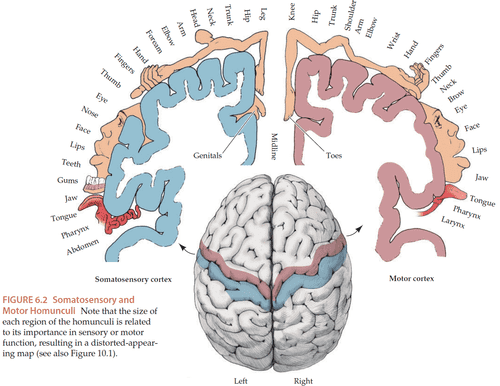 Leg
Hip
Trunk
Neck
Head
Arm
Elbow
Foream
Hand
Fingers
Thumb
Eye
Nose
Face
Lips
Teeth
Gums
Jaw
Tongue
Pharynx
Abdomen
Genitals
Midline
Somatosensory cortex
Knee
Hip
Trunk
Shoulder
Arm
Elbow
Wrist
Hand
Fingers
Thumb
Neck
Brow
Eye
Face
Lips
Jaw
Tongue
Pharynx
Larynx
Toes
Motor cortex
FIGURE 6.2 Somatosensory and
Motor Homunculi Note that the size of
each region of the homunculi is related
to its importance in sensory or motor
function, resulting in a distorted-appear-
ing map (see also Figure 10.1).
Left
Right